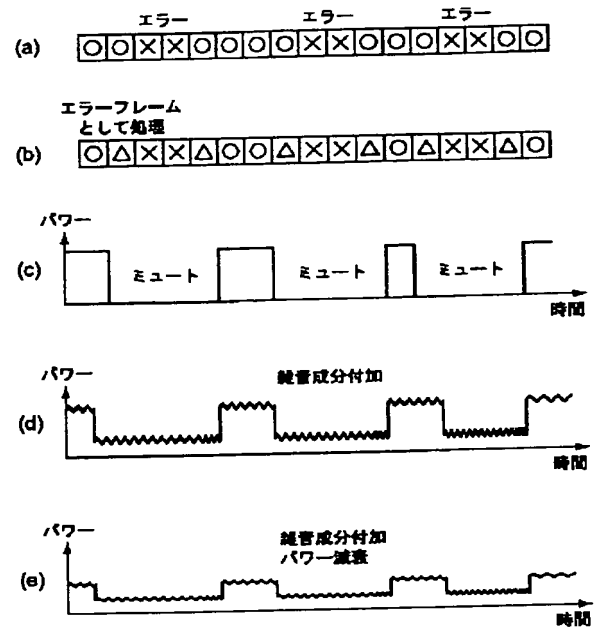 エラー エラー エラー
(a) ○○××○○○○××○○○××○○
エラーフレーム
として処理
(b) ○△××△○○△××△○△××△○
パワー
(c) ミュート ミュート ミュート
時間
パワー
雑音成分付加
(d)
時間
パワー
雑音成分付加
パワー減衰
(e)
時間